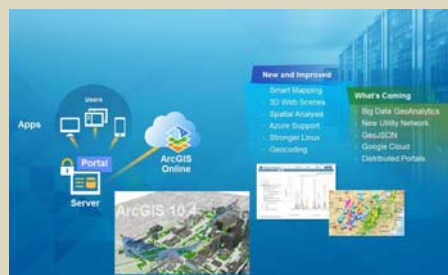 Users
Apps
Portal
Server
ArcGIS
Online
ArcGIS 10.4
New and Improved
- Smart Mapping
- 3D Web Scenes
- Spatial Analysis
- Azure Support
- Stronger Linux
- Geocoding
What's Coming
- Big Data GeoAnalytics
- New Utility Network
- GeoJSON
- Google Cloud
- Distributed Portals